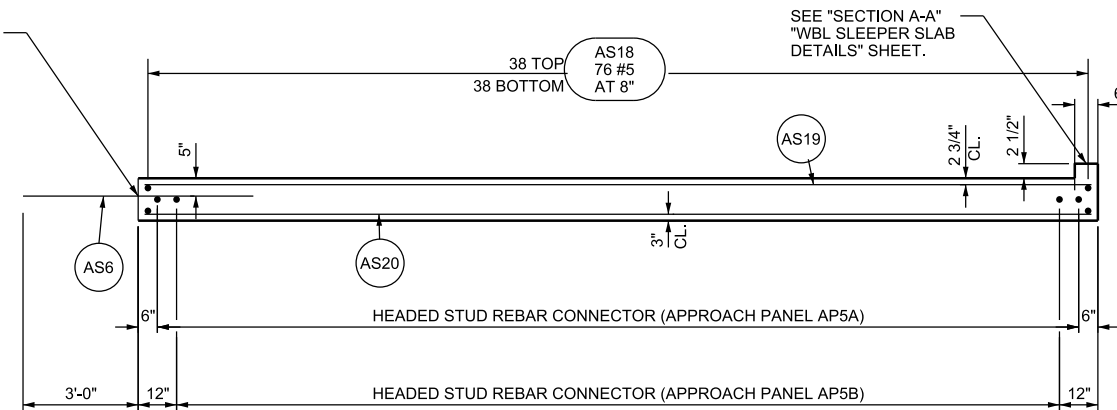 SEE "SECTION A-A"
"WBL SLEEPER SLAB
DETAILS" SHEET.
38 TOP
38 BOTTOM
AS18
76 #5
AT 8"
5"
AS19
2 3/4"
CL.
2 1/2"
6
AS6
AS20
3"
CL.
6"
HEADED STUD REBAR CONNECTOR (APPROACH PANEL AP5A)
6"
3'-0"
12"
HEADED STUD REBAR CONNECTOR (APPROACH PANEL AP5B)
12"